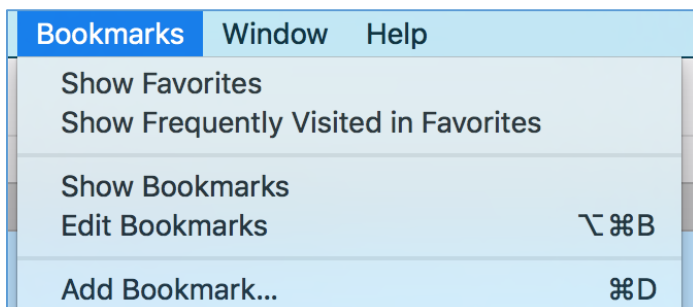 Bookmarks Window Help
Show Favorites
Show Frequently Visited in Favorites
Show Bookmarks
Edit Bookmarks ⌥⌘B
Add Bookmark... ⌘D